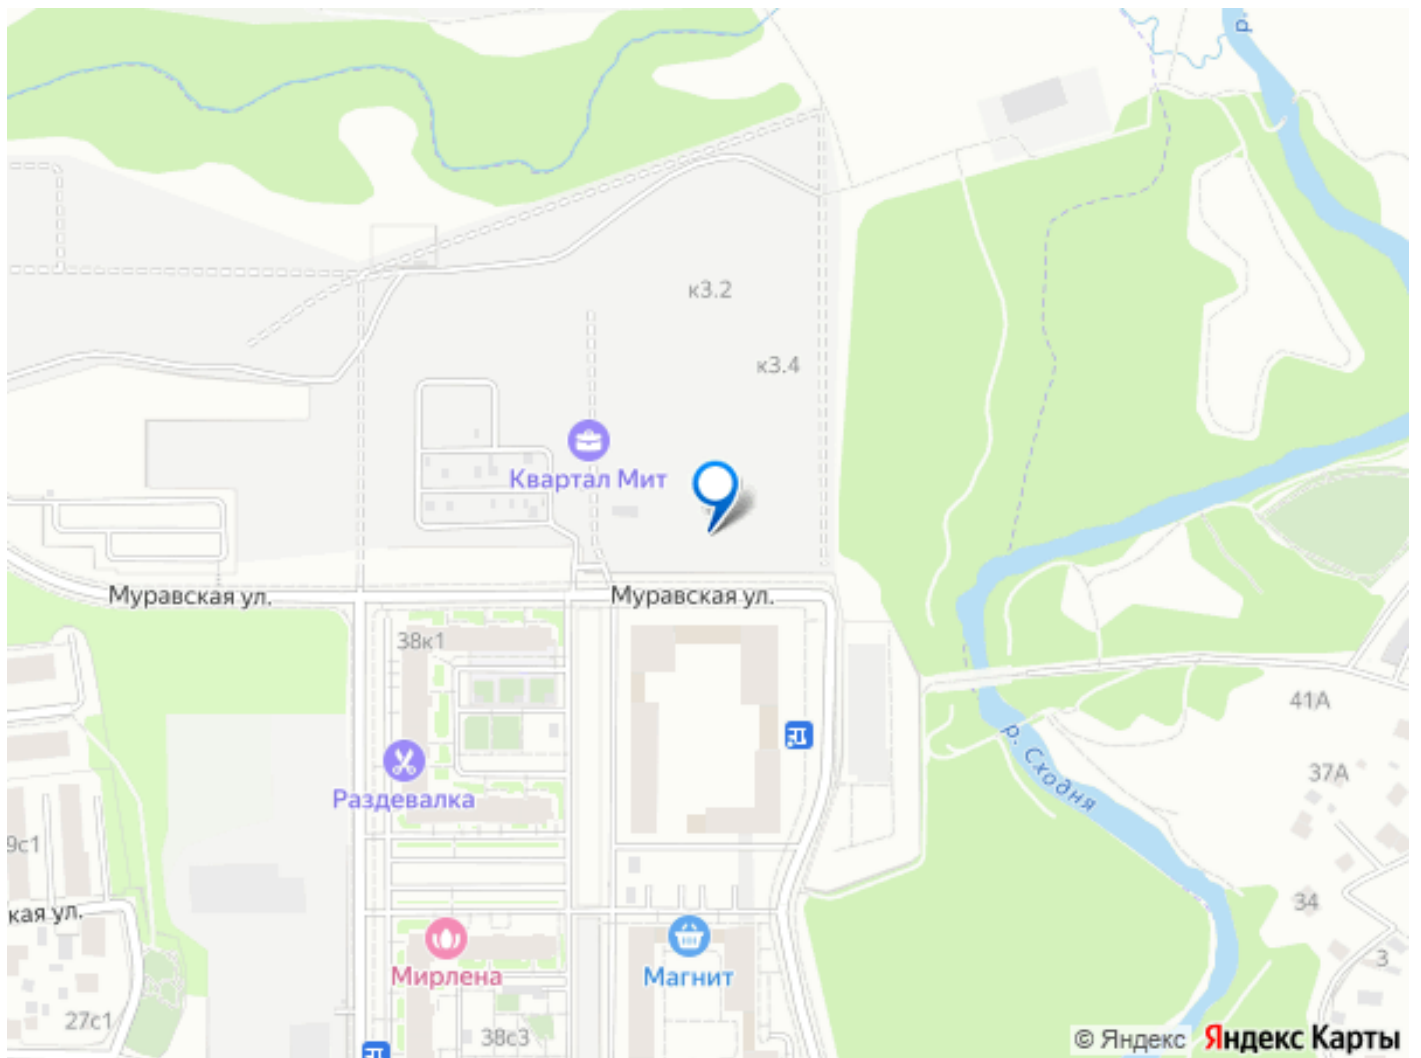 р.
к3.2
к3.4
Квартал Мит
Муравская ул.
Муравская ул.
38к1
41А
р. Сходня
37А
Раздевалка
9с1
34
кая ул.
Мирлена
Магнит
3
27с1
38с3
© Яндекс Яндекс Карты